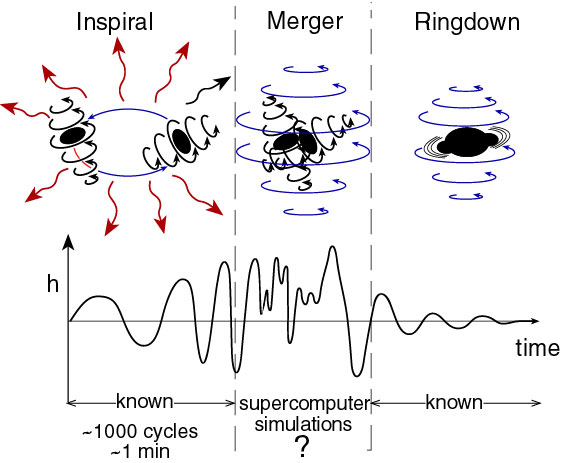 Inspiral
Merger
Ringdown
h
time
known
supercomputer
simulations
?
known
~1000 cycles
~1 min